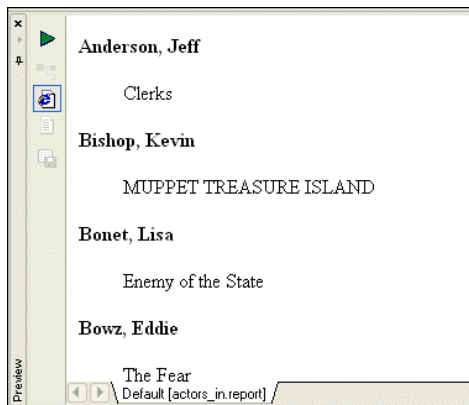 Anderson, Jeff
Clerks
Bishop, Kevin
MUPPET TREASURE ISLAND
Bonet, Lisa
Enemy of the State
Bowz, Eddie
The Fear
Preview
Default [actors_in.report]